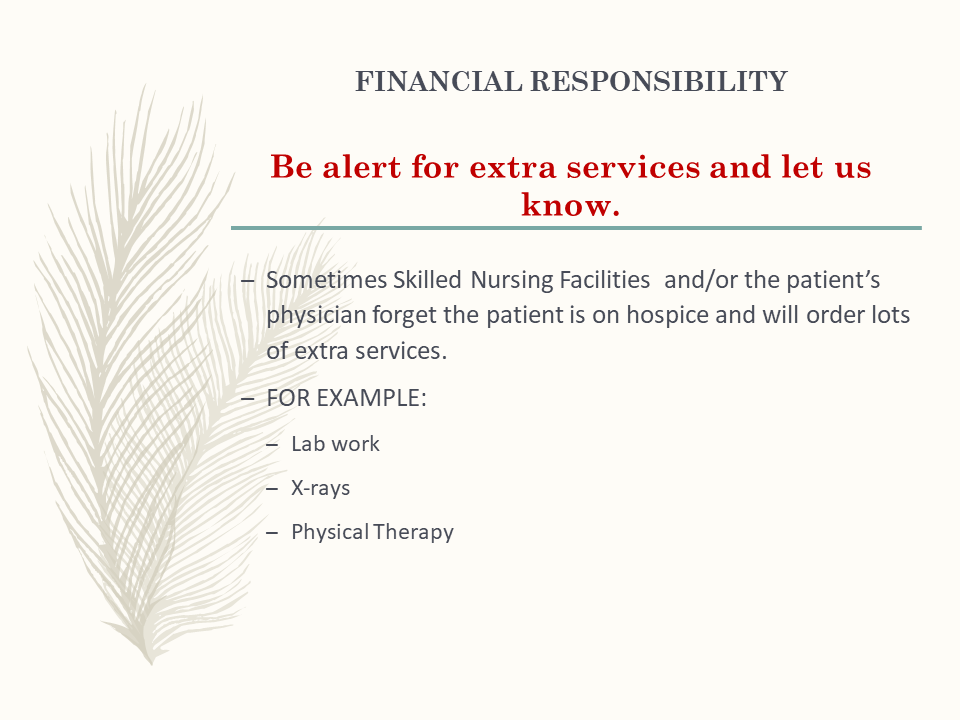 FINANCIAL RESPONSIBILITY
Be alert for extra services and let us
know.
– Sometimes Skilled Nursing Facilities  and/or the patient’s
physician forget the patient is on hospice and will order lots
of extra services.
– FOR EXAMPLE:
– Lab work
– X-rays
– Physical Therapy